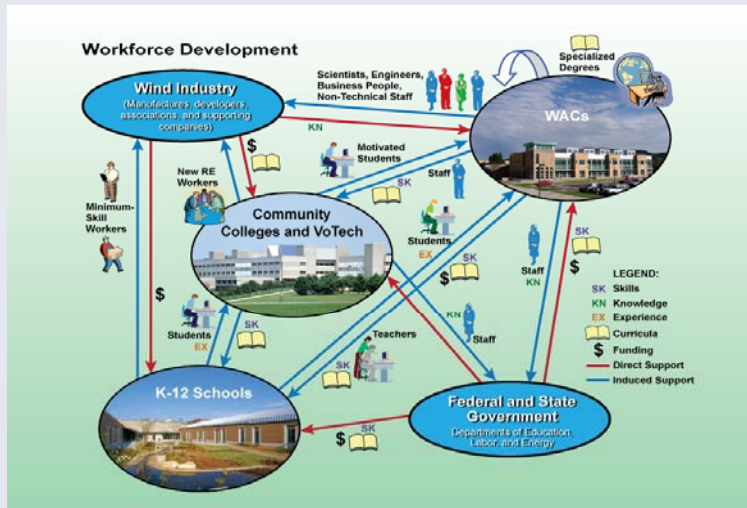 Workforce Development
Wind Industry
(Manufactures, developers,
associations, and supporting
companies)
Scientists, Engineers,
Business People,
Non-Technical Staff
Specialized
Degrees
WACs
KN
$
Motivated
Students
New RE
Workers
SK
Staff
Minimum-
Skill
Workers
Community
Colleges and VoTech
Students
EX
SK
$
Staff
KN
SK
$
LEGEND:
SK Skills
KN Knowledge
EX Experience
Curricula
$ Funding
Direct Support
Induced Support
$
Students
EX
SK
KN
Staff
Teachers
SK
K-12 Schools
Federal and State
Government
Departments of Education,
Labor, and Energy
$
SK